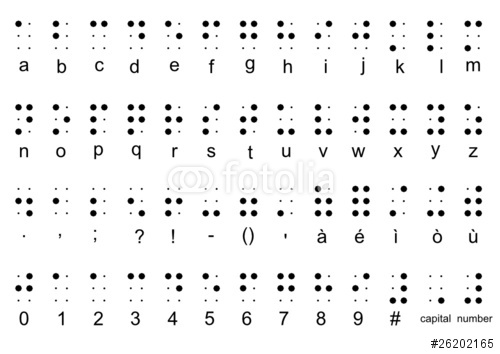 a b c d e f g h i j k l m
n o p q r s t u v w x y z
. , ; ? ! - () ' à é ì ò ù
0 1 2 3 4 5 6 7 8 9 # capital number
fotolia
#26202165